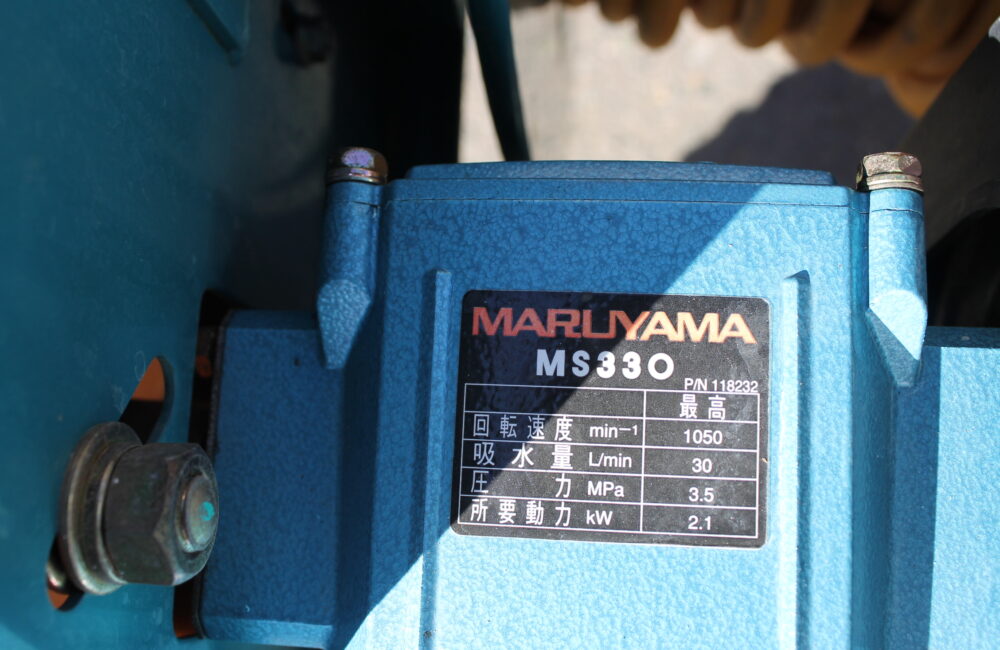 MARUYAMA
MS330
P/N 118232
最高
回転速度 min⁻¹ 1050
吸水量 L/min 30
圧力 MPa 3.5
所要動力 kW 2.1